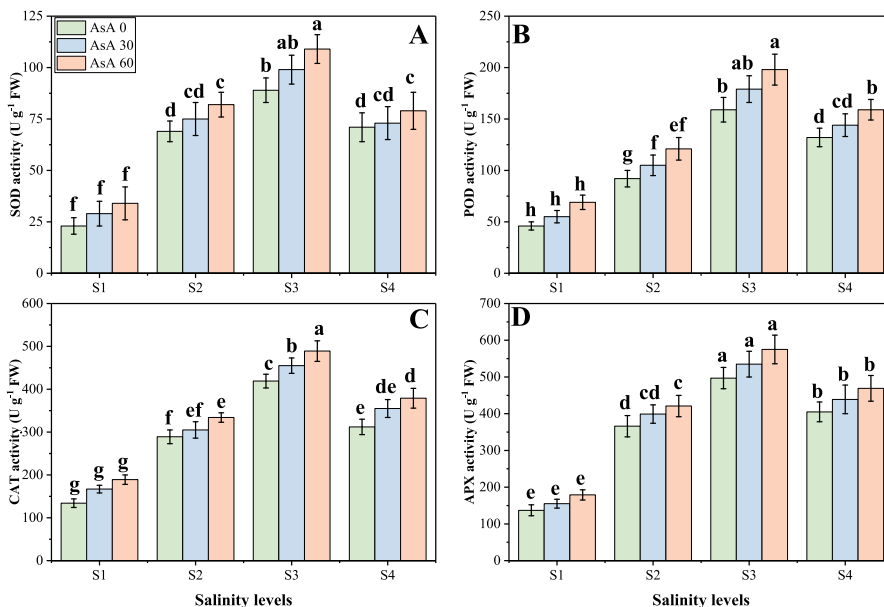 AsA 0
AsA 30
AsA 60
A
SOD activity (U g⁻¹ FW)
125
100
75
50
25
0
f f f
d cd c
b ab a
d cd c
S1 S2 S3 S4
B
POD activity (U g⁻¹ FW)
250
200
150
100
50
0
h h h
g f ef
b ab a
d cd b
S1 S2 S3 S4
C
CAT activity (U g⁻¹ FW)
600
500
400
300
200
100
0
g g g
f ef e
c b a
e de d
S1 S2 S3 S4
Salinity levels
D
APX activity (U g⁻¹ FW)
700
600
500
400
300
200
100
0
e e e
d cd c
a a a
b b b
S1 S2 S3 S4
Salinity levels